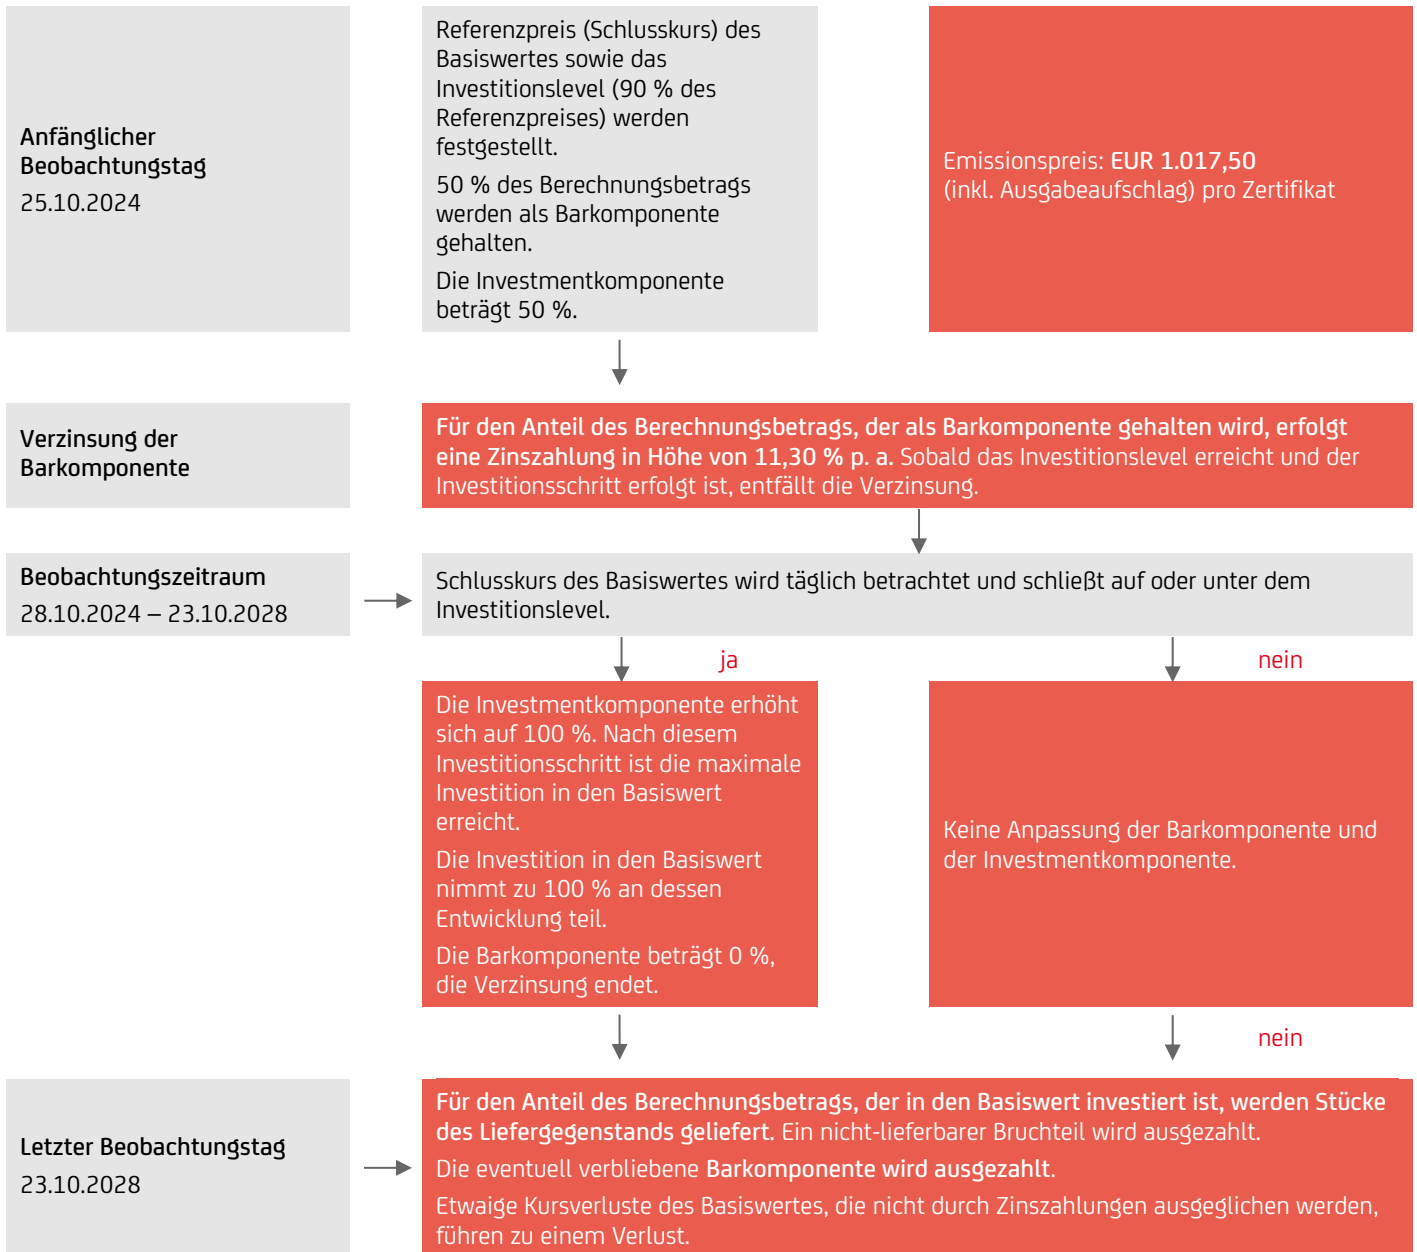 Anfänglicher
Beobachtungstag
25.10.2024
Referenzpreis (Schlusskurs) des
Basiswertes sowie das
Investitionslevel (90 % des
Referenzpreises) werden
festgestellt.
50 % des Berechnungsbetrags
werden als Barkomponente
gehalten.
Die Investmentkomponente
beträgt 50 %.
Emissionspreis: EUR 1.017,50
(inkl. Ausgabeaufschlag) pro Zertifikat
Verzinsung der
Barkomponente
Für den Anteil des Berechnungsbetrags, der als Barkomponente gehalten wird, erfolgt
eine Zinszahlung in Höhe von 11,30 % p. a. Sobald das Investitionslevel erreicht und der
Investitionsschritt erfolgt ist, entfällt die Verzinsung.
Beobachtungszeitraum
28.10.2024 – 23.10.2028
Schlusskurs des Basiswertes wird täglich betrachtet und schließt auf oder unter dem
Investitionslevel.
ja
nein
Die Investmentkomponente erhöht
sich auf 100 %. Nach diesem
Investitionsschritt ist die maximale
Investition in den Basiswert
erreicht.
Die Investition in den Basiswert
nimmt zu 100 % an dessen
Entwicklung teil.
Die Barkomponente beträgt 0 %,
die Verzinsung endet.
Keine Anpassung der Barkomponente und
der Investmentkomponente.
nein
Letzter Beobachtungstag
23.10.2028
Für den Anteil des Berechnungsbetrags, der in den Basiswert investiert ist, werden Stücke
des Liefergegenstands geliefert. Ein nicht-lieferbarer Bruchteil wird ausgezahlt.
Die eventuell verbliebene Barkomponente wird ausgezahlt.
Etwaige Kursverluste des Basiswertes, die nicht durch Zinszahlungen ausgeglichen werden,
führen zu einem Verlust.